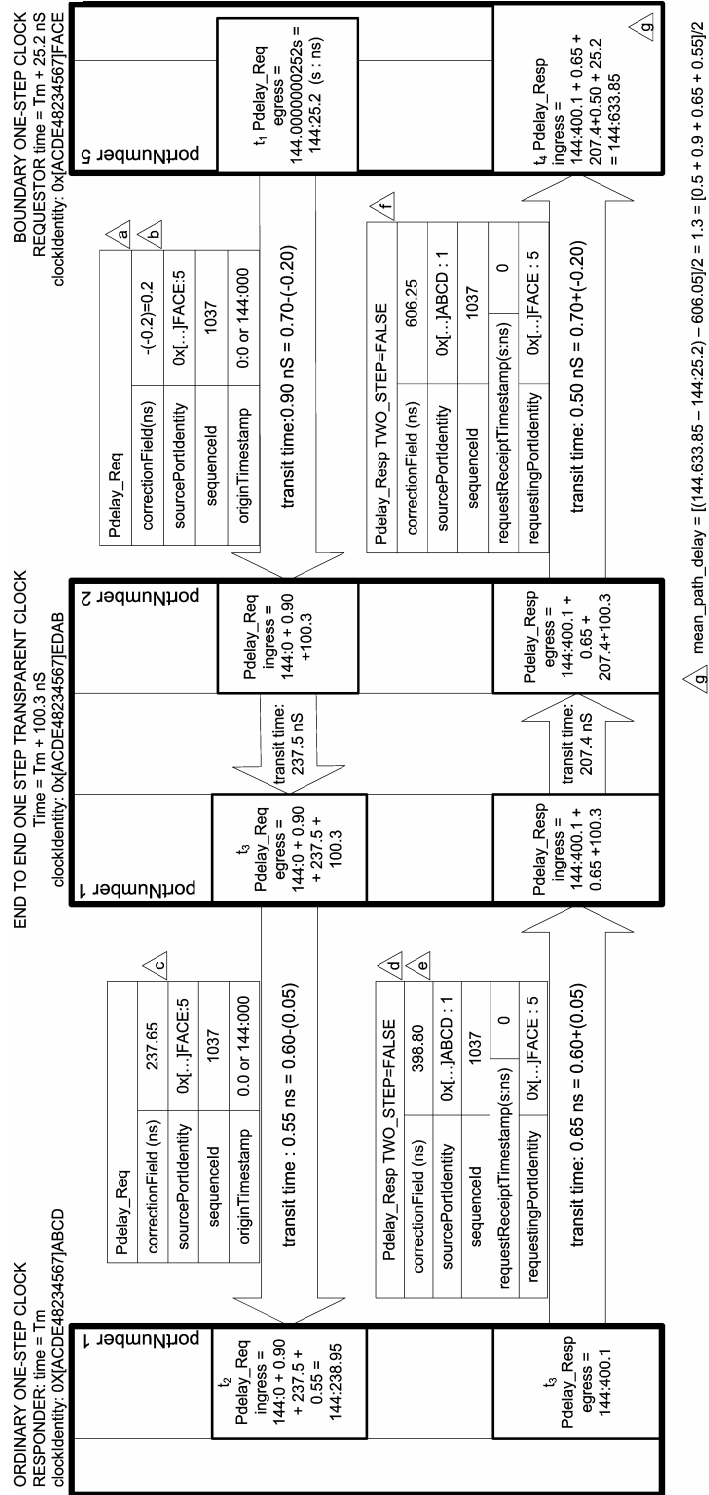 ORDINARY ONE-STEP CLOCK
RESPONDER: time = Tm
clockIdentity: 0X[ACDE48234567]ABCD
portNumber 1
t2
Pdelay_Req
ingress =
144:0 + 0.90
+ 237.5 +
0.55 =
144:238.95
t3
Pdelay_Resp
egress =
144:400.1
Pdelay_Req
correctionField (ns) 237.65
c
sourcePortIdentity 0x[...]FACE:5
sequenceId 1037
originTimestamp 0.0 or 144:000
transit time : 0.55 ns = 0.60-(0.05)
Pdelay_Resp TWO_STEP=FALSE
d
correctionField (ns) 398.80
e
sourcePortIdentity 0x[...]ABCD : 1
sequenceId 1037
requestReceiptTimestamp(s:ns) 0
requestingPortIdentity 0x[...]FACE : 5
transit time: 0.65 ns = 0.60+(0.05)
END TO END ONE STEP TRANSPARENT CLOCK
Time = Tm + 100.3 nS
clockIdentity: 0x[ACDE48234567]EDAB
portNumber 1
portNumber 2
t3
Pdelay_Req
egress =
144:0 + 0.90
+ 237.5 +
100.3
transit time:
237.5 nS
Pdelay_Req
ingress =
144:0 + 0.90
+100.3
Pdelay_Resp
ingress =
144:400.1 +
0.65 +100.3
transit time:
207.4 nS
Pdelay_Resp
egress =
144:400.1 +
0.65 +
207.4+100.3
Pdelay_Req
a
correctionField(ns) -(-0.2)=0.2
b
sourcePortIdentity 0x[...]FACE:5
sequenceId 1037
originTimestamp 0:0 or 144:000
transit time:0.90 nS = 0.70-(-0.20)
Pdelay_Resp TWO_STEP=FALSE
f
correctionField (ns) 606.25
sourcePortIdentity 0x[...]ABCD : 1
sequenceId 1037
requestReceiptTimestamp(s:ns) 0
requestingPortIdentity 0x[...]FACE : 5
transit time: 0.50 nS = 0.70+(-0.20)
BOUNDARY ONE-STEP CLOCK
REQUESTOR time = Tm + 25.2 nS
clockIdentity: 0x[ACDE48234567]FACE
portNumber 5
t1 Pdelay_Req
egress =
144.0000000252s =
144:25.2 (s : ns)
t4 Pdelay_Resp
ingress =
144:400.1 + 0.65 +
207.4+0.50 + 25.2
= 144:633.85
g
g mean_path_delay = [(144.633.85 – 144:25.2) – 606.05]/2 = 1.3 = [0.5 + 0.9 + 0.65 + 0.55]/2